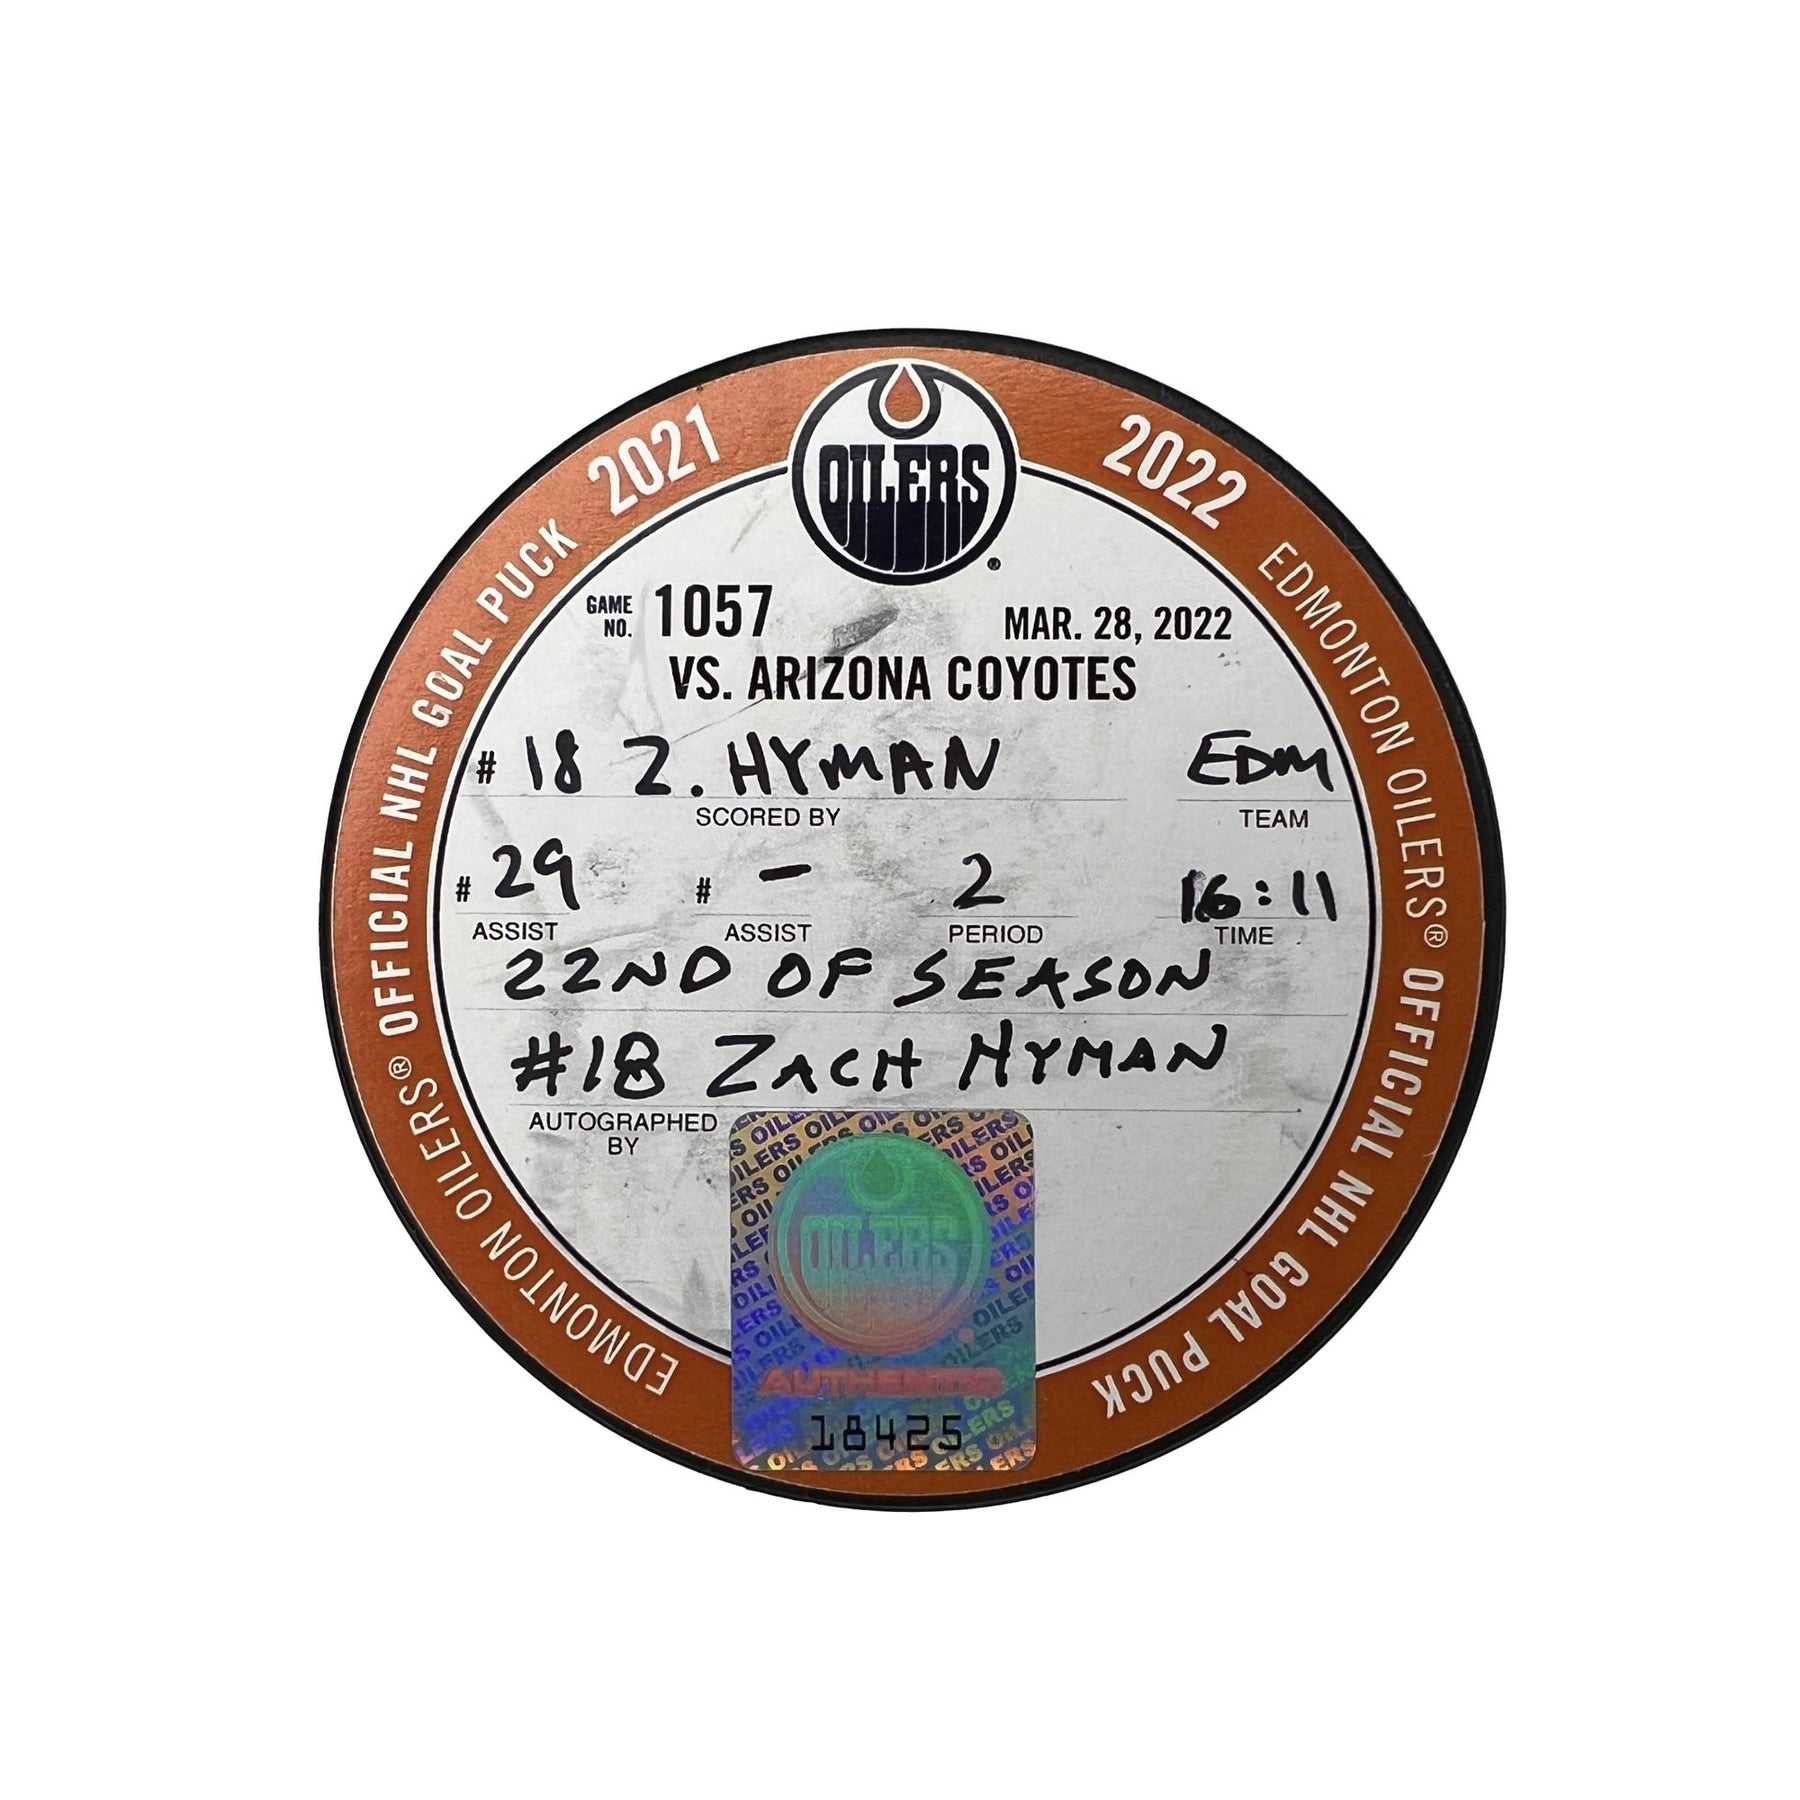 2021
2022
EDMONTON OILERS® OFFICIAL NHL GOAL PUCK
EDMONTON OILERS® OFFICIAL NHL GOAL PUCK
OILERS
GAME NO. 1057 MAR. 28, 2022
VS. ARIZONA COYOTES
# 18 Z. HYMAN EDM
SCORED BY TEAM
# 29 # - 2 16:11
ASSIST ASSIST PERIOD TIME
22ND OF SEASON
#18 ZACH HYMAN
AUTOGRAPHED
BY
OILERS
AUTHENTIC
18425